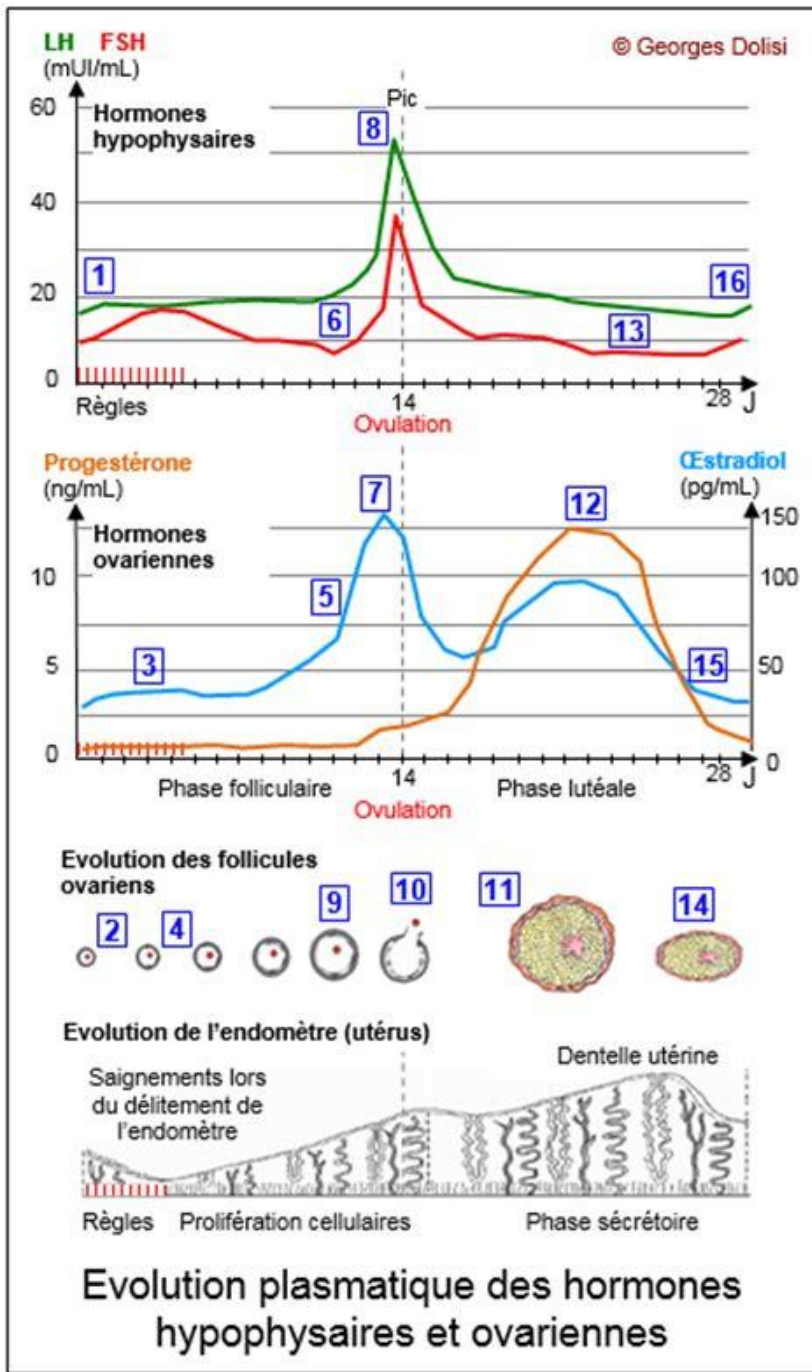 LH FSH
(mUI/mL)
© Georges Dolisi
Pic
60
Hormones
hypophysaires
8
40
1
20
6
13
16
0
Règles
14
28 J
Ovulation
Progestérone
(ng/mL)
Œstradiol
(pg/mL)
7
12
150
Hormones
ovariennes
10
100
5
3
5
50
15
0
0
14
28 J
Phase folliculaire
Phase lutéale
Ovulation
Evolution des follicules
ovariens
2
4
9
10
11
14
Evolution de l'endomètre (utérus)
Dentelle utérine
Saignements lors
du délitement de
l'endomètre
Règles
Prolifération cellulaires
Phase sécrétoire
Evolution plasmatique des hormones
hypophysaires et ovariennes